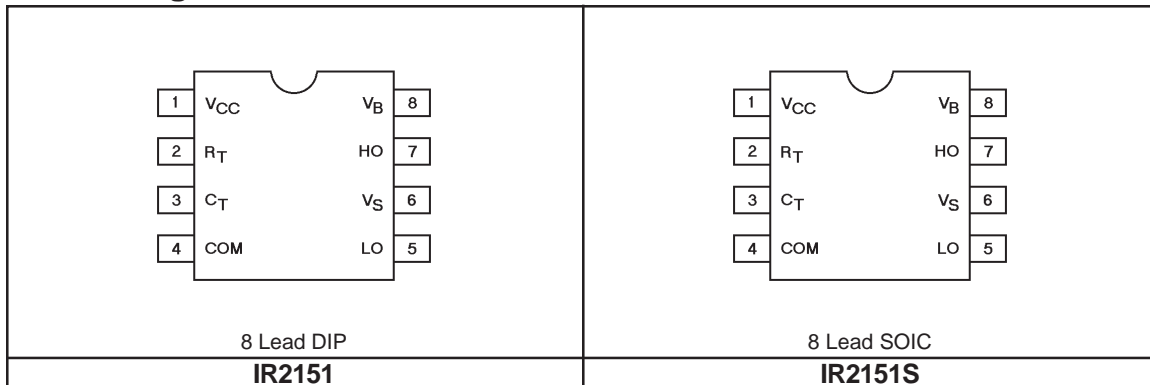 1 VCC VB 8
2 RT HO 7
3 CT VS 6
4 COM LO 5
8 Lead DIP
IR2151
1 VCC VB 8
2 RT HO 7
3 CT VS 6
4 COM LO 5
8 Lead SOIC
IR2151S